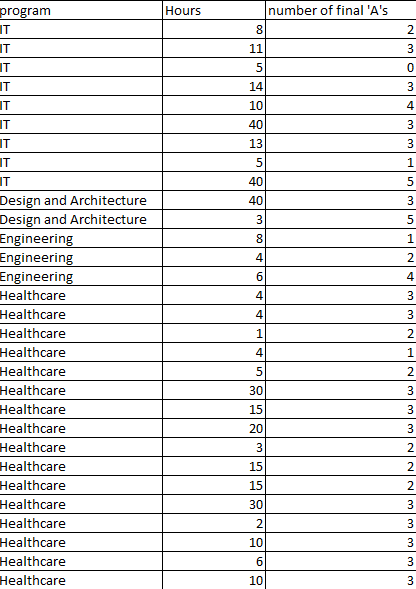 program Hours number of final 'A's
IT 8 2
IT 11 3
IT 5 0
IT 14 3
IT 10 4
IT 40 3
IT 13 3
IT 5 1
IT 40 5
Design and Architecture 40 3
Design and Architecture 3 5
Engineering 8 1
Engineering 4 2
Engineering 6 4
Healthcare 4 3
Healthcare 4 3
Healthcare 1 2
Healthcare 4 1
Healthcare 5 2
Healthcare 30 3
Healthcare 15 3
Healthcare 20 3
Healthcare 3 2
Healthcare 15 2
Healthcare 15 2
Healthcare 30 3
Healthcare 2 3
Healthcare 10 3
Healthcare 6 3
Healthcare 10 3